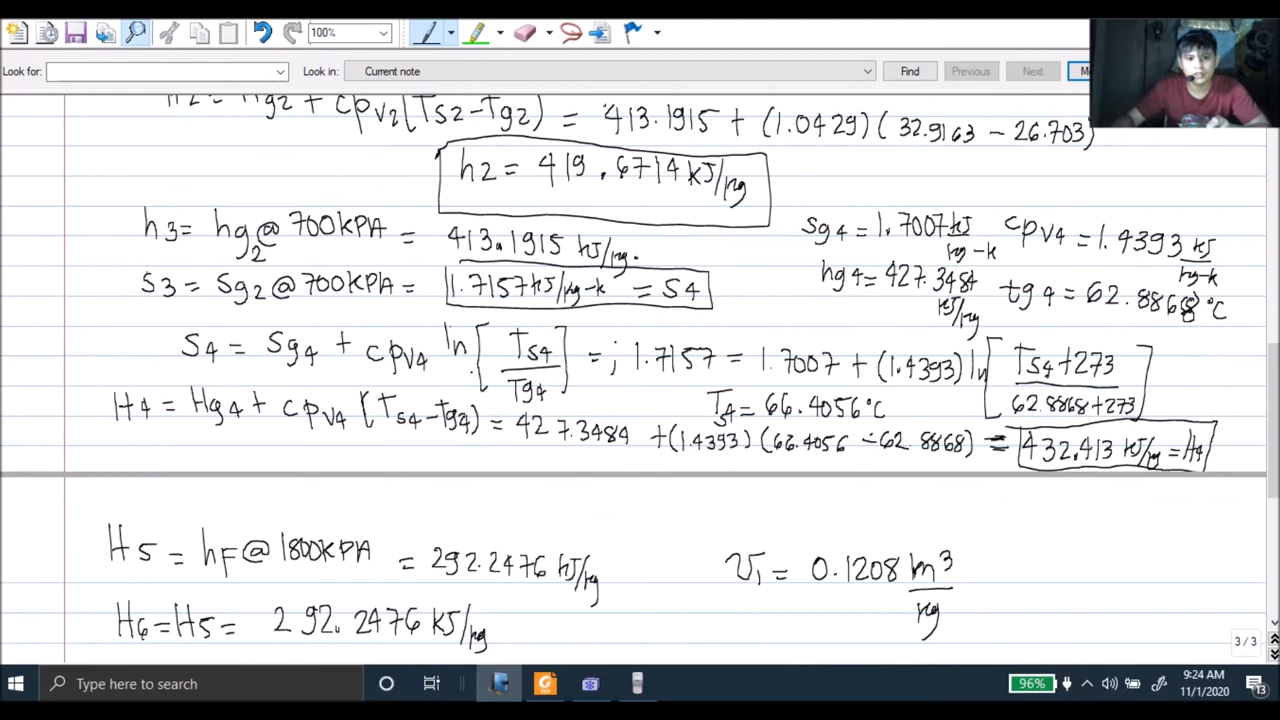 100%
Look for:
Look in:
Current note
Find
Previous
Next
h2 = Hg2 + cpv2(Ts2-Tg2) = 413.1915 + (1.0429)(32.9163 - 26.703)
h2 = 419.6714 kJ/kg
h3 = hg2 @ 700KPA = 413.1915 kJ/kg.
S3 = Sg2 @ 700KPA = 1.7157 kJ/kg-k = S4
Sg4 = 1.7007 kJ/kg-k
cpv4 = 1.4393 kJ/kg-k
hg4 = 427.3484 kJ/kg
tg4 = 62.8868°C
S4 = Sg4 + cpv4 ln[Ts4/Tg4] = ; 1.7157 = 1.7007 + (1.4393) ln[Ts4+273/62.8868+273]
Ts4 = 66.4056°C
H4 = Hg4 + cpv4 [Ts4-Tg4) = 427.3484 + (1.4393)(66.4056 - 62.8868) = 432.413 kJ/kg = H4
H5 = hF @ 1800KPA = 292.2476 kJ/kg
V1 = 0.1208 m3/kg
H6 = H5 = 292.2476 KJ/kg
3/3
Type here to search
96%
9:24 AM
11/1/2020
13